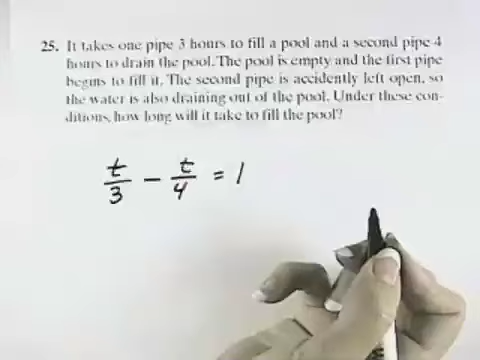 25. It takes one pipe 3 hours to fill a pool and a second pipe 4
hours to drain the pool. The pool is empty and the first pipe
begins to fill it. The second pipe is accidently left open, so
the water is also draining out of the pool. Under these con-
ditions, how long will it take to fill the pool?
t/3 - t/4 = 1